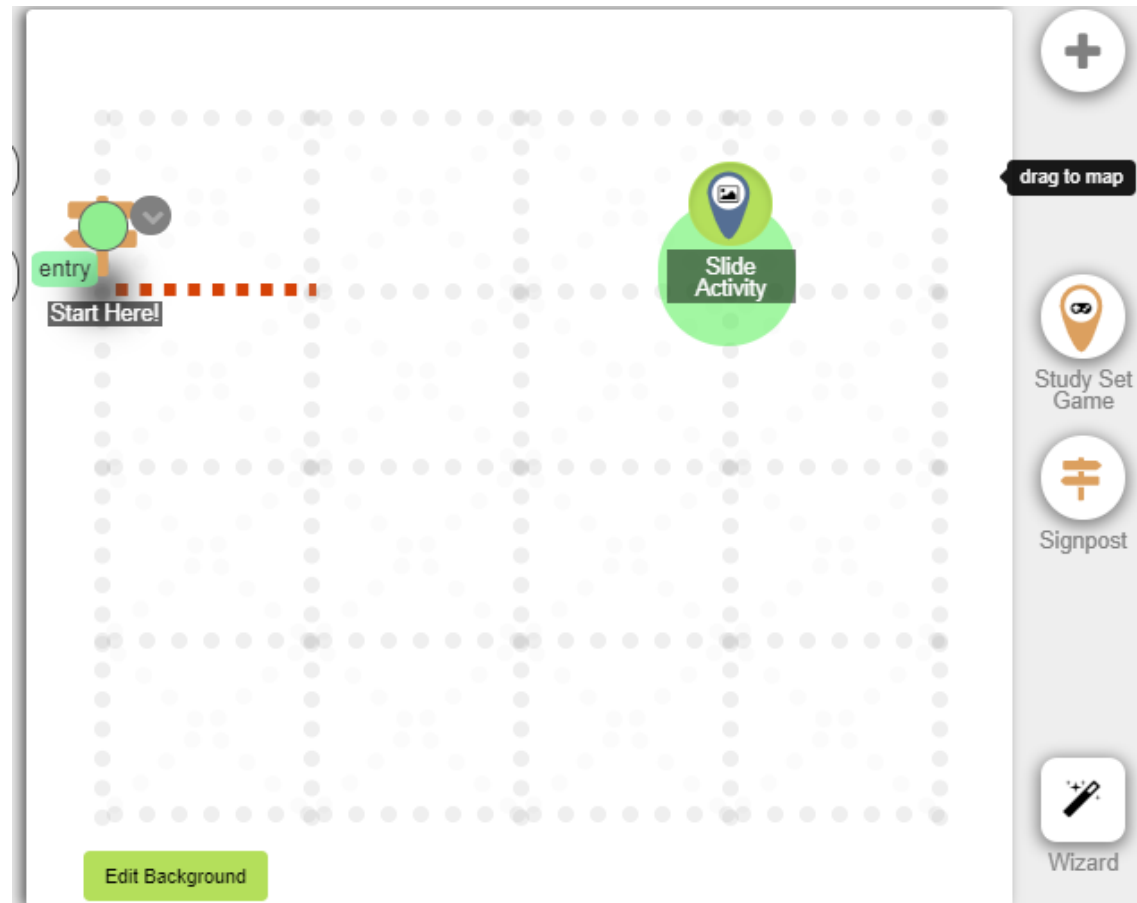 drag to map
entry
Start Here!
Slide
Activity
Study Set
Game
Signpost
Wizard
Edit Background